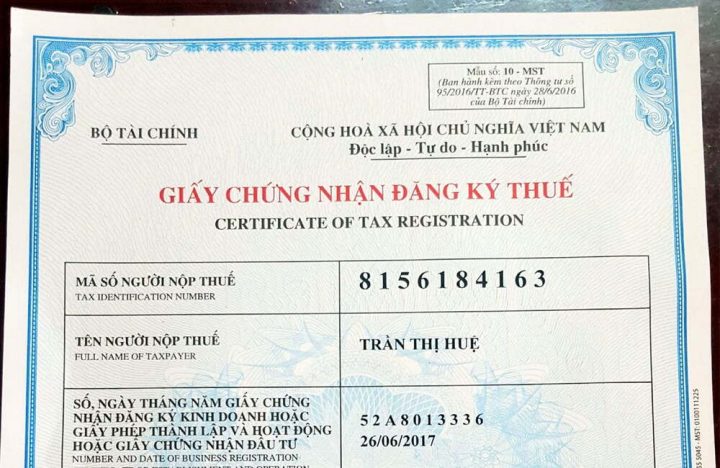 Mẫu số: 10 - MST
(Ban hành kèm theo Thông tư số
95/2016/TT-BTC ngày 28/6/2016
của Bộ Tài chính)
BỘ TÀI CHÍNH
CỘNG HOÀ XÃ HỘI CHỦ NGHĨA VIỆT NAM
Độc lập - Tự do - Hạnh phúc
GIẤY CHỨNG NHẬN ĐĂNG KÝ THUẾ
CERTIFICATE OF TAX REGISTRATION
MÃ SỐ NGƯỜI NỘP THUẾ
TAX IDENTIFICATION NUMBER
8156184163
TÊN NGƯỜI NỘP THUẾ
FULL NAME OF TAXPAYER
TRẦN THỊ HUỆ
SỐ, NGÀY THÁNG NĂM GIẤY CHỨNG
NHẬN ĐĂNG KÝ KINH DOANH HOẶC
GIẤY PHÉP THÀNH LẬP VÀ HOẠT ĐỘNG
HOẶC GIẤY CHỨNG NHẬN ĐẦU TƯ
NUMBER AND DATE OF BUSINESS REGISTRATION
52A8013336
26/06/2017
5045 - MST: 0100111225